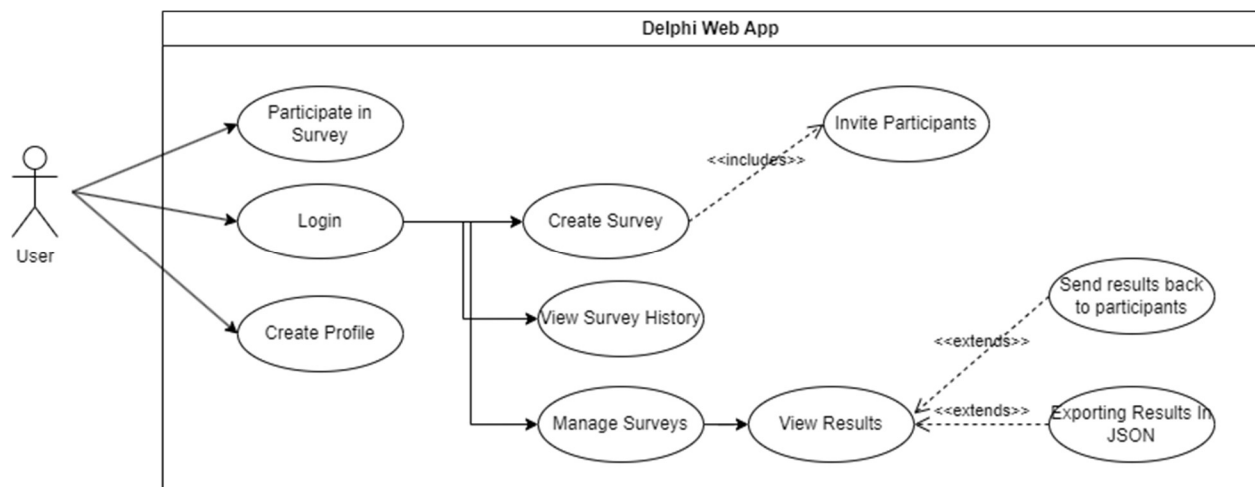 Delphi Web App
Participate in
Survey
Invite Participants
<<includes>>
Login
Create Survey
User
Send results back
to participants
View Survey History
Create Profile
<<extends>>
Manage Surveys
View Results
<<extends>>
Exporting Results In
JSON